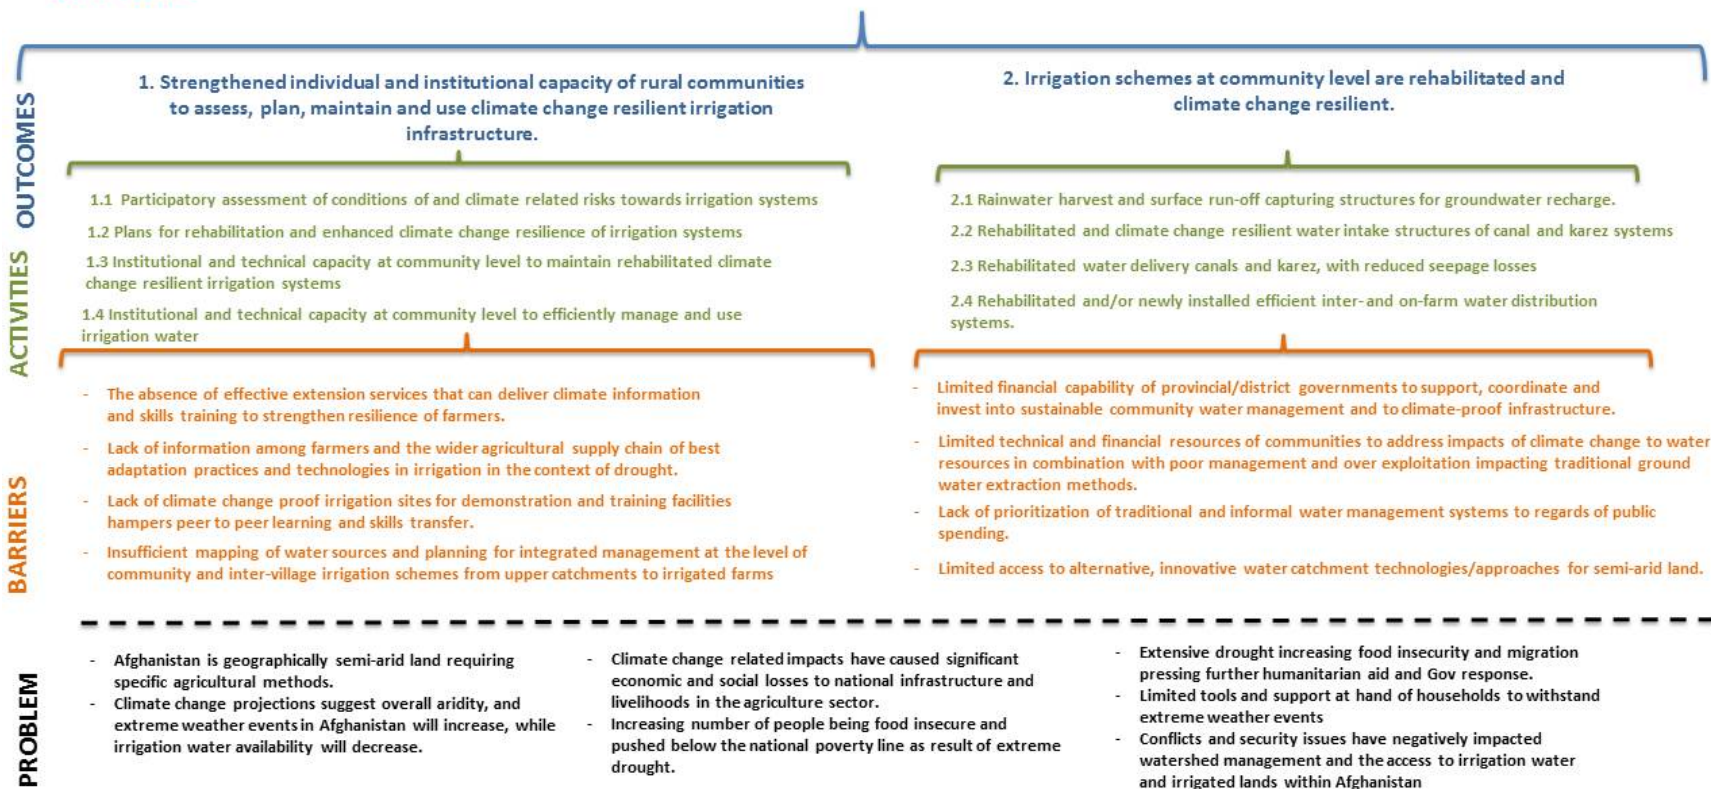 OUTCOMES
1. Strengthened individual and institutional capacity of rural communities
to assess, plan, maintain and use climate change resilient irrigation
infrastructure.
2. Irrigation schemes at community level are rehabilitated and
climate change resilient.
ACTIVITIES
1.1 Participatory assessment of conditions of and climate related risks towards irrigation systems
1.2 Plans for rehabilitation and enhanced climate change resilience of irrigation systems
1.3 Institutional and technical capacity at community level to maintain rehabilitated climate
change resilient irrigation systems
1.4 Institutional and technical capacity at community level to efficiently manage and use
irrigation water
2.1 Rainwater harvest and surface run-off capturing structures for groundwater recharge.
2.2 Rehabilitated and climate change resilient water intake structures of canal and karez systems
2.3 Rehabilitated water delivery canals and karez, with reduced seepage losses
2.4 Rehabilitated and/or newly installed efficient inter- and on-farm water distribution
systems.
BARRIERS
- The absence of effective extension services that can deliver climate information
and skills training to strengthen resilience of farmers.
- Lack of information among farmers and the wider agricultural supply chain of best
adaptation practices and technologies in irrigation in the context of drought.
- Lack of climate change proof irrigation sites for demonstration and training facilities
hampers peer to peer learning and skills transfer.
- Insufficient mapping of water sources and planning for integrated management at the level of
community and inter-village irrigation schemes from upper catchments to irrigated farms
- Limited financial capability of provincial/district governments to support, coordinate and
invest into sustainable community water management and to climate-proof infrastructure.
- Limited technical and financial resources of communities to address impacts of climate change to water
resources in combination with poor management and over exploitation impacting traditional ground
water extraction methods.
- Lack of prioritization of traditional and informal water management systems to regards of public
spending.
- Limited access to alternative, innovative water catchment technologies/approaches for semi-arid land.
PROBLEM
- Afghanistan is geographically semi-arid land requiring
specific agricultural methods.
- Climate change projections suggest overall aridity, and
extreme weather events in Afghanistan will increase, while
irrigation water availability will decrease.
- Climate change related impacts have caused significant
economic and social losses to national infrastructure and
livelihoods in the agriculture sector.
- Increasing number of people being food insecure and
pushed below the national poverty line as result of extreme
drought.
- Extensive drought increasing food insecurity and migration
pressing further humanitarian aid and Gov response.
- Limited tools and support at hand of households to withstand
extreme weather events
- Conflicts and security issues have negatively impacted
watershed management and the access to irrigation water
and irrigated lands within Afghanistan